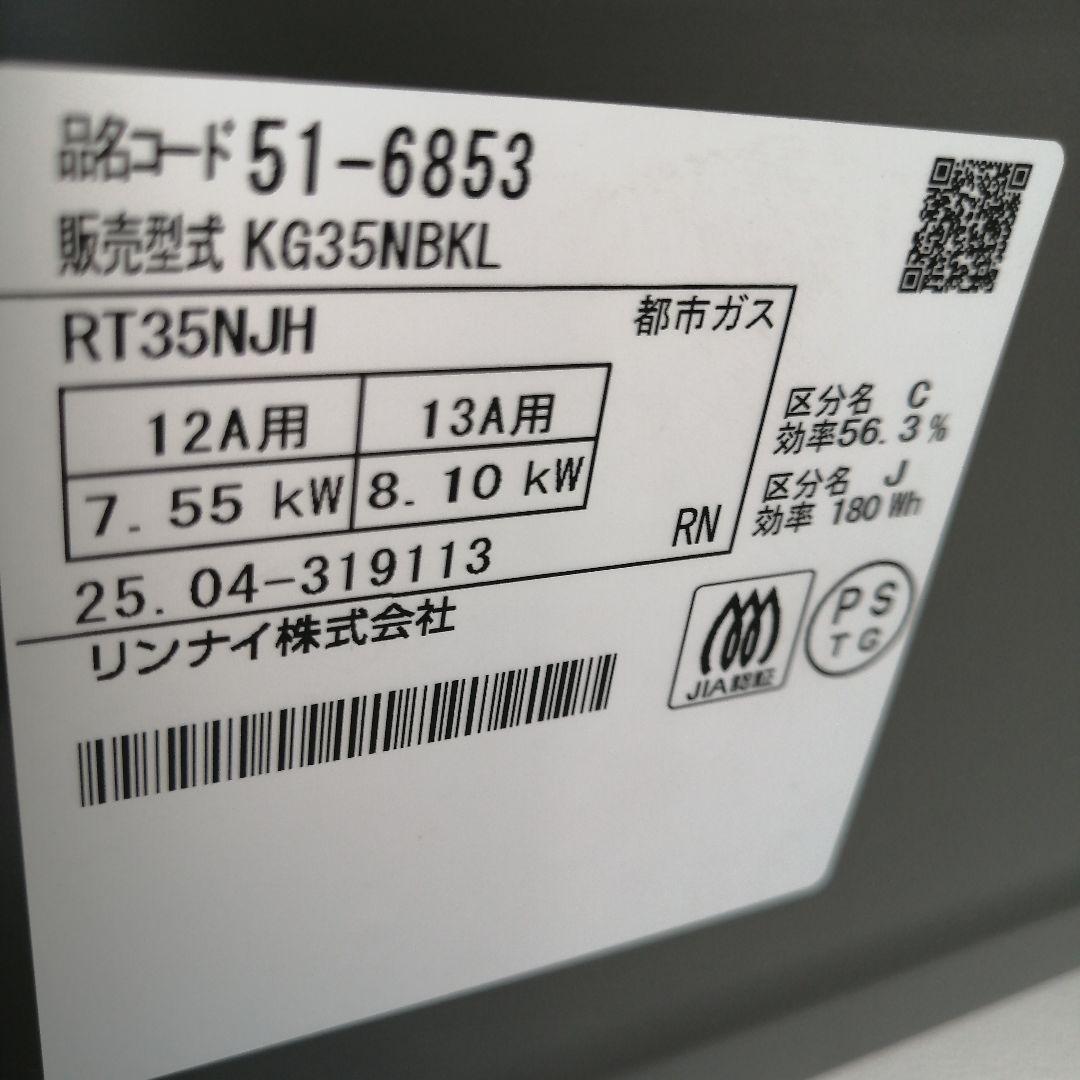 品名コード 51-6853
販売型式 KG35NBKL
RT35NJH
都市ガス
12A用 13A用
7.55 kW 8.10 kW
RN
25.04-319113
リンナイ株式会社
区分名 C
効率56.3%
区分名 J
効率 180 Wh
JIA認証
PS
TG